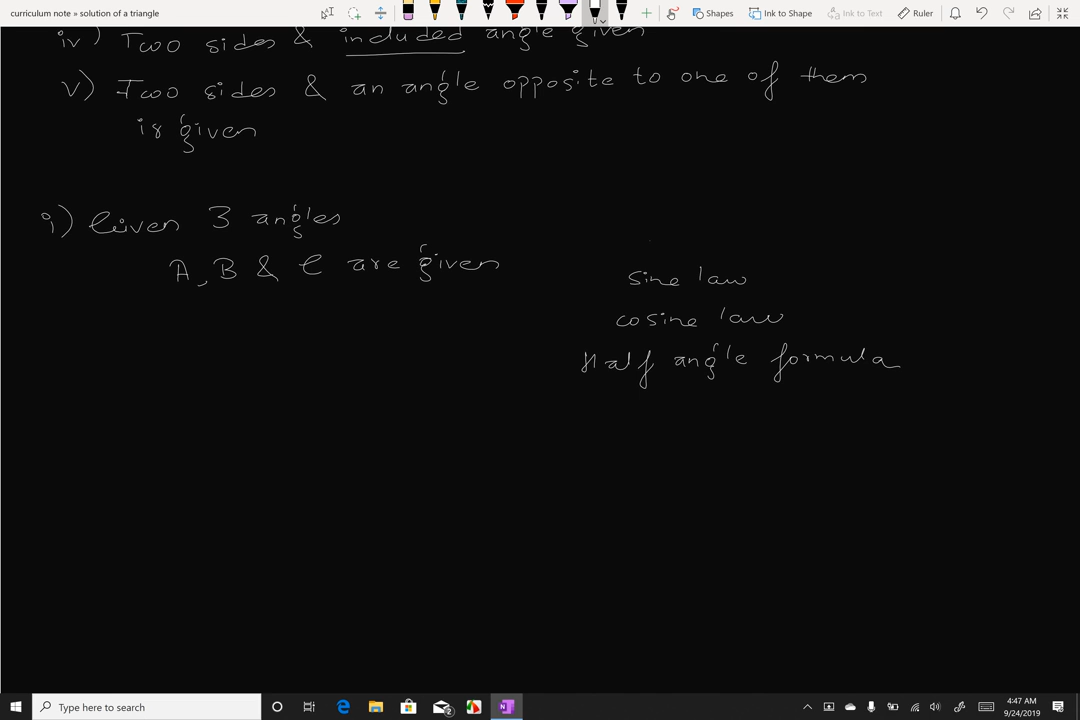 curriculum note » solution of a triangle
Shapes
Ink to Shape
Ink to Text
Ruler
iv) Two sides & included angle given
v) Two sides & an angle opposite to one of them
is given
i) Given 3 angles
A, B & C are given
sine law
cosine law
Half angle formula
Type here to search
2
4:47 AM
9/24/2019